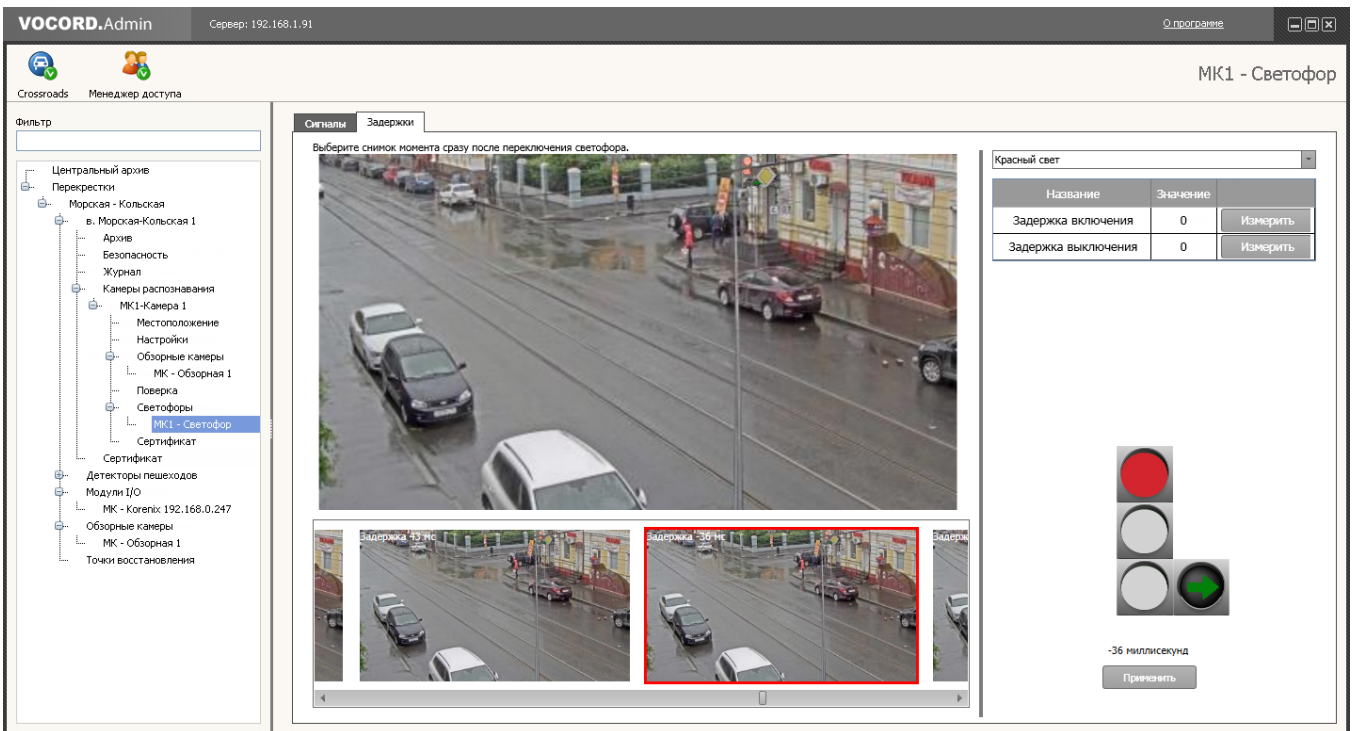 VOCORD.Admin
Сервер: 192.168.1.91
О программе
Crossroads
Менеджер доступа
МК1 - Светофор
Фильтр
Центральный архив
Перекрестки
Морская - Кольская
в. Морская-Кольская 1
Архив
Безопасность
Журнал
Камеры распознавания
МК1-Камера 1
Местоположение
Настройки
Обзорные камеры
МК - Обзорная 1
Поверка
Светофоры
МК1 - Светофор
Сертификат
Сертификат
Детекторы пешеходов
Модули I/O
МК - Korenix 192.168.0.247
Обзорные камеры
МК - Обзорная 1
Точки восстановления
Сигналы
Задержки
Выберите снимок момента сразу после переключения светофора.
Задержка 43 мс
Задержка -36 мс
Задерж
Красный свет
Название Значение
Задержка включения 0 Измерить
Задержка выключения 0 Измерить
-36 миллисекунд
Применить